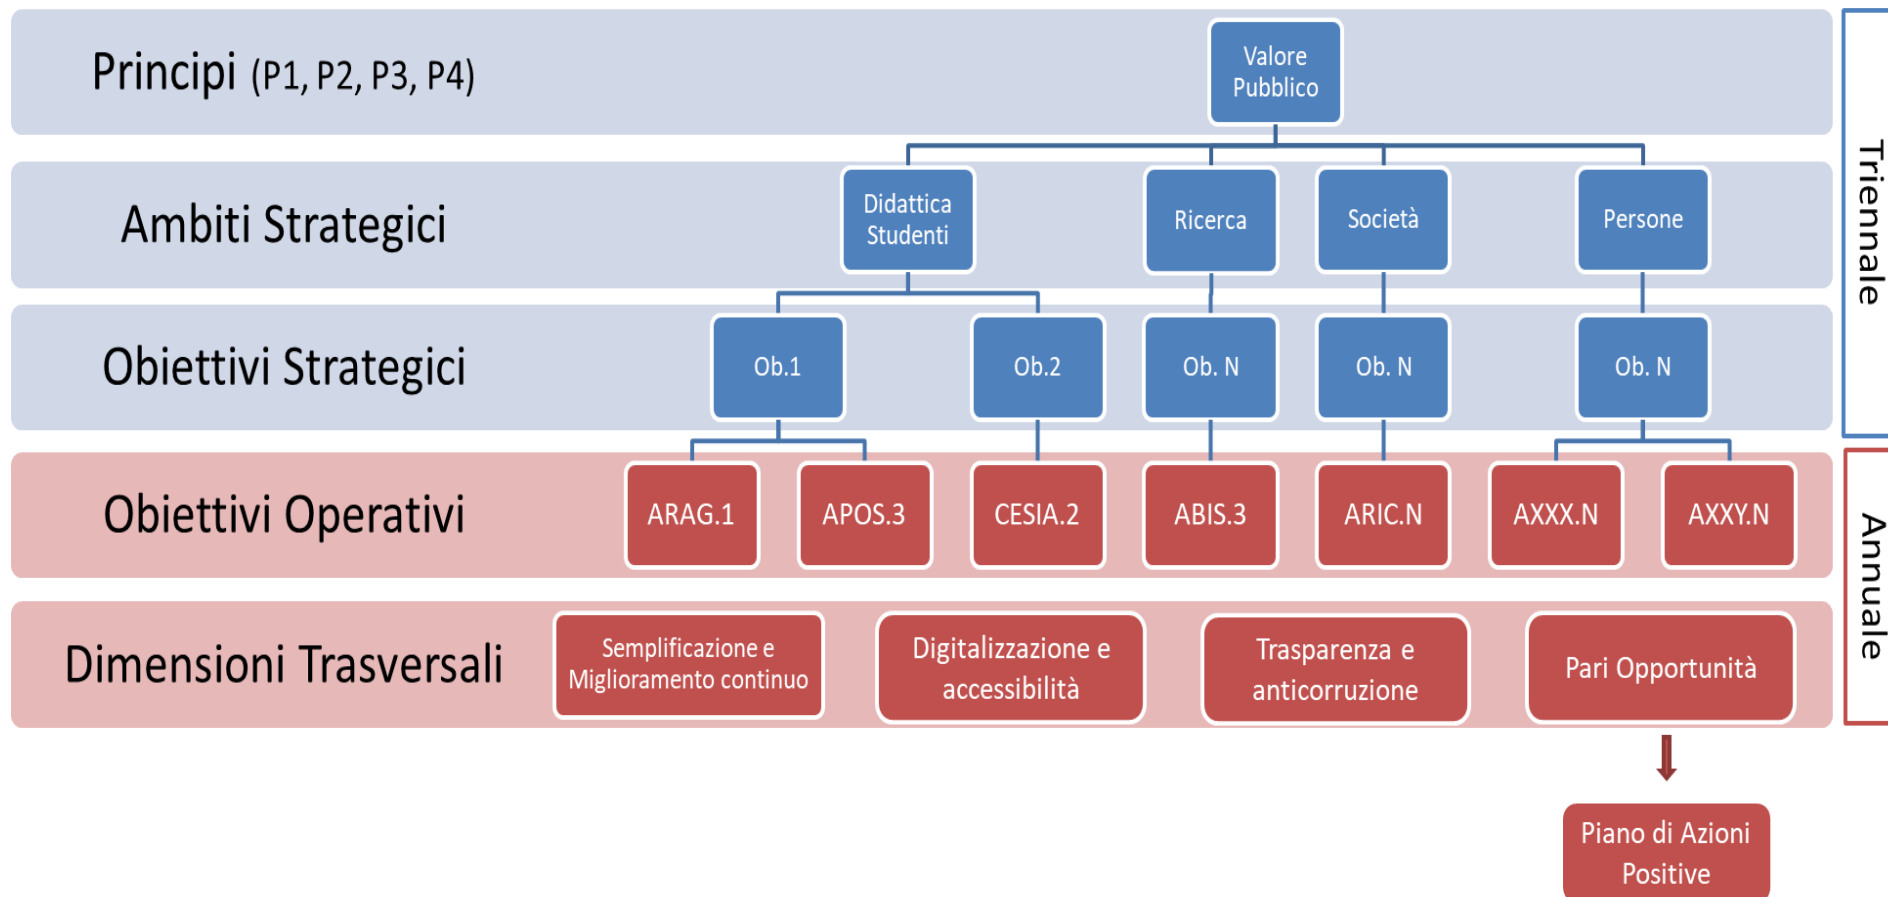 Principi (P1, P2, P3, P4)
Valore
Pubblico
Ambiti Strategici
Didattica
Studenti
Ricerca
Società
Persone
Obiettivi Strategici
Ob.1
Ob.2
Ob. N
Ob. N
Ob. N
Triennale
Obiettivi Operativi
ARAG.1
APOS.3
CESIA.2
ABIS.3
ARIC.N
AXXX.N
AXXY.N
Dimensioni Trasversali
Semplificazione e
Miglioramento continuo
Digitalizzazione e
accessibilità
Trasparenza e
anticorruzione
Pari Opportunità
Annuale
Piano di Azioni
Positive